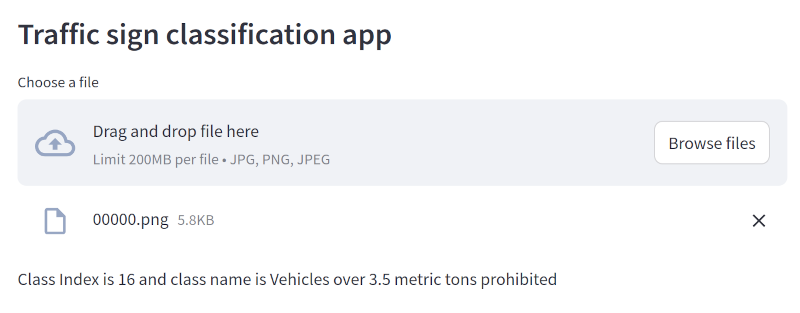 Traffic sign classification app
Choose a file
Drag and drop file here
Limit 200MB per file • JPG, PNG, JPEG
Browse files
00000.png 5.8KB
Class Index is 16 and class name is Vehicles over 3.5 metric tons prohibited